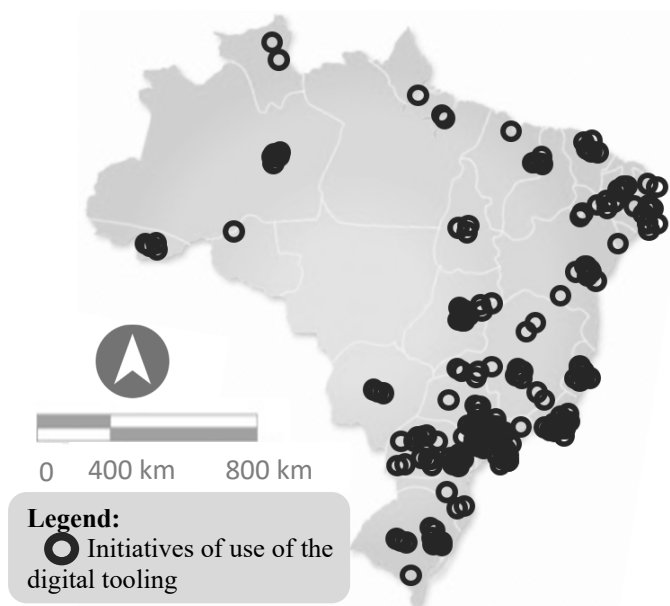 0 400 km 800 km
Legend:
Initiatives of use of the
digital tooling